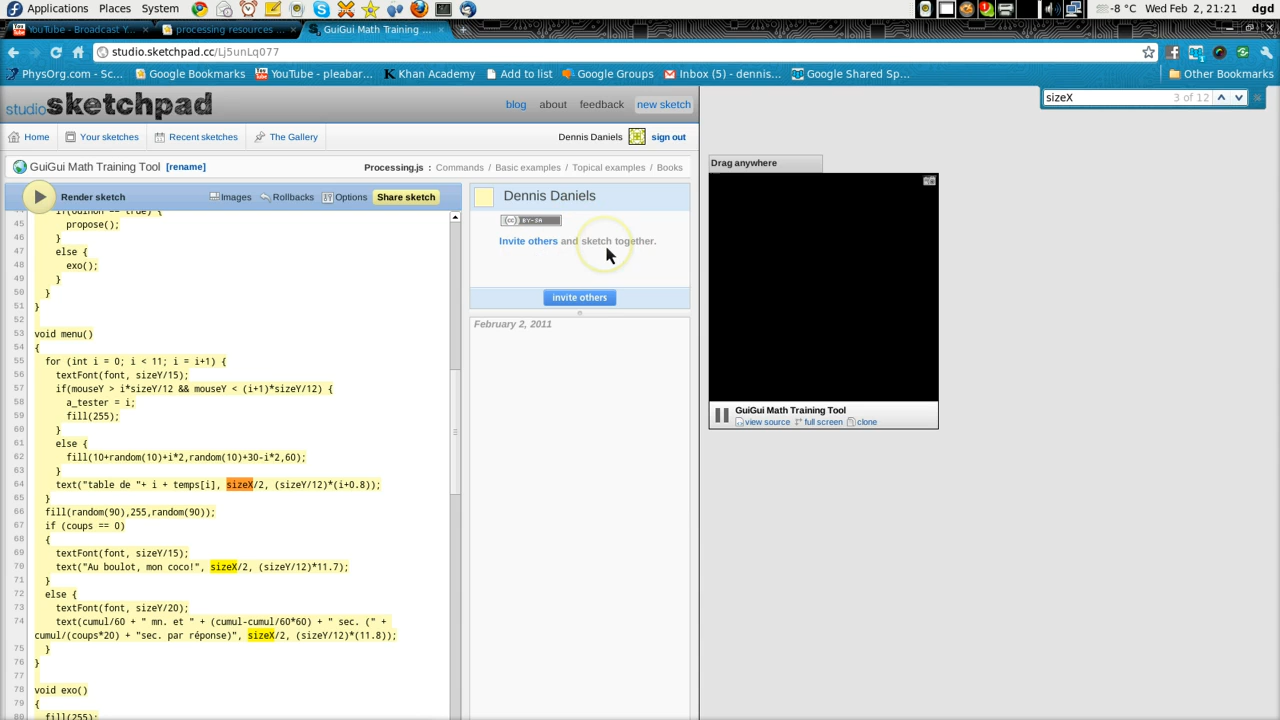 Applications Places System -8 °C Wed Feb 2, 21:21 dgd
YouTube - Broadcast Y... processing resources ... GuiGui Math Training ...
studio.sketchpad.cc/Lj5unLq077
PhysOrg.com - Sc... Google Bookmarks YouTube - pleabar... Khan Academy Add to list Google Groups Inbox (5) - dennis... Google Shared Sp... Other Bookmarks
sizeX 3 of 12
studiosketchpad blog about feedback new sketch
Home Your sketches Recent sketches The Gallery Dennis Daniels sign out
GuiGui Math Training Tool [rename] Processing.js : Commands / Basic examples / Topical examples / Books
Render sketch Images Rollbacks Options Share sketch
44 if(ouinon == true) {
45 propose();
46 }
47 else {
48 exo();
49 }
50 }
51 }
52
53 void menu()
54 {
55 for (int i = 0; i < 11; i = i+1) {
56 textFont(font, sizeY/15);
57 if(mouseY > i*sizeY/12 && mouseY < (i+1)*sizeY/12) {
58 a_tester = i;
59 fill(255);
60 }
61 else {
62 fill(10+random(10)+i*2,random(10)+30-i*2,60);
63 }
64 text("table de "+ i + temps[i], sizeX/2, (sizeY/12)*(i+0.8));
65 }
66 fill(random(90),255,random(90));
67 if (coups == 0)
68 {
69 textFont(font, sizeY/15);
70 text("Au boulot, mon coco!", sizeX/2, (sizeY/12)*11.7);
71 }
72 else {
73 textFont(font, sizeY/20);
74 text(cumul/60 + " mn. et " + (cumul-cumul/60*60) + " sec. (" +
cumul/(coups*20) + "sec. par réponse)", sizeX/2, (sizeY/12)*(11.8));
75 }
76 }
77
78 void exo()
79 {
80 fill(255);
Dennis Daniels
(cc) BY-SA
Invite others and sketch together.
invite others
February 2, 2011
Drag anywhere
GuiGui Math Training Tool
view source full screen clone